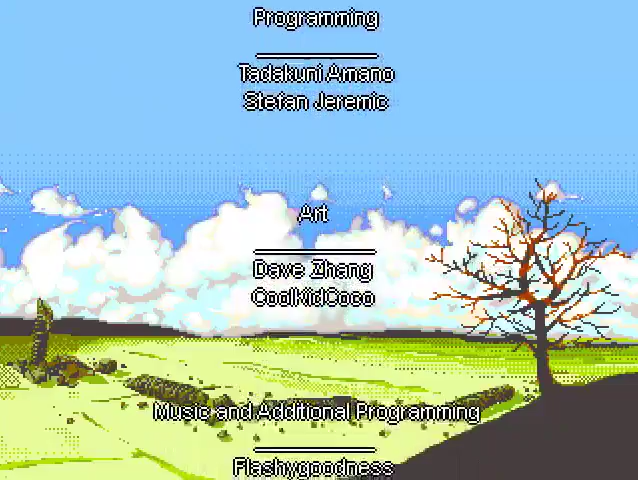 Programming
Tadakuni Amano
Stefan Jeremic
Art
Dave Zhang
CoolKidCoco
Music and Additional Programming
Flashygoodness